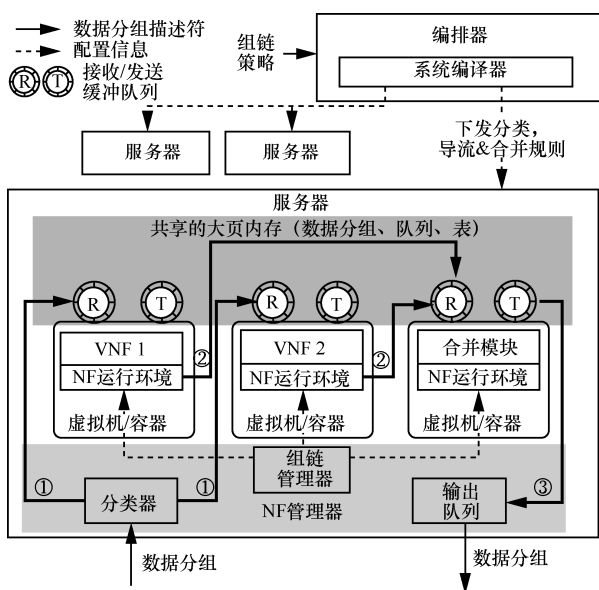 数据分组描述符
配置信息
R T 接收/发送
缓冲队列
组链
策略
编排器
系统编译器
服务器
服务器
下发分类，
导流&合并规则
服务器
共享的大页内存（数据分组、队列、表）
R T R T R T
VNF 1
NF运行环境
②
虚拟机/容器
VNF 2
NF运行环境
②
虚拟机/容器
合并模块
NF运行环境
虚拟机/容器
组链
管理器
①
分类器
①
NF管理器
输出
队列
③
数据分组
数据分组